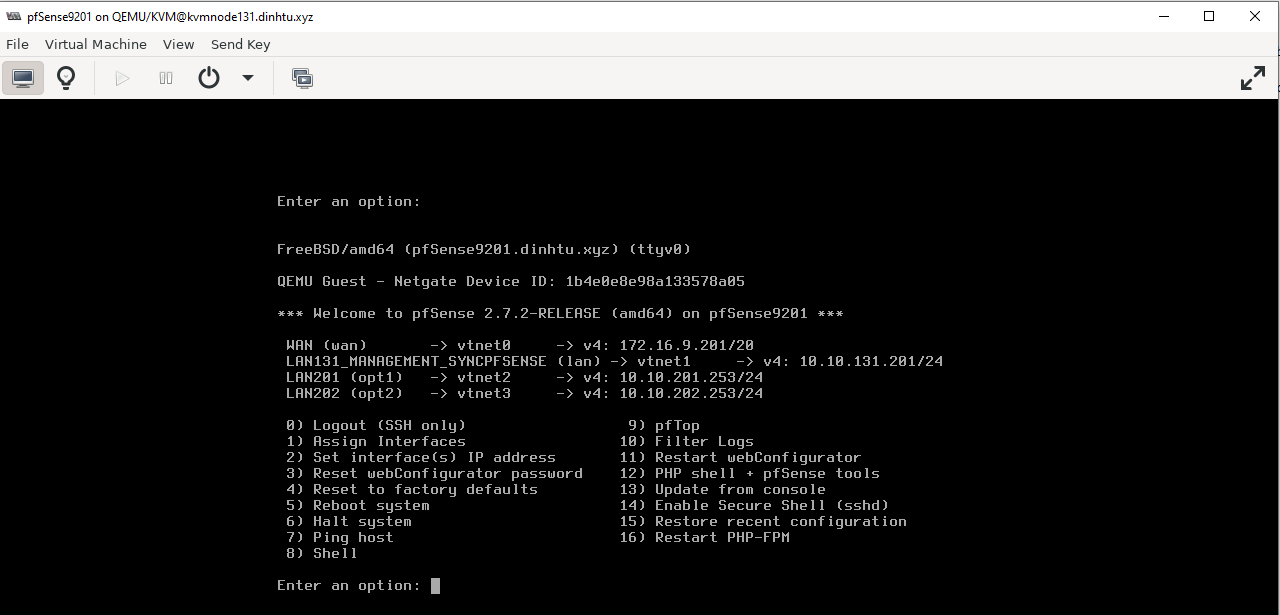 pfSense9201 on QEMU/KVM@kvmnode131.dinhtu.xyz
File Virtual Machine View Send Key
Enter an option:
FreeBSD/amd64 (pfSense9201.dinhtu.xyz) (ttyv0)
QEMU Guest - Netgate Device ID: 1b4e0e8e98a133578a05
*** Welcome to pfSense 2.7.2-RELEASE (amd64) on pfSense9201 ***
WAN (wan) -> vtnet0 -> v4: 172.16.9.201/20
LAN131_MANAGEMENT_SYNCPFSENSE (lan) -> vtnet1 -> v4: 10.10.131.201/24
LAN201 (opt1) -> vtnet2 -> v4: 10.10.201.253/24
LAN202 (opt2) -> vtnet3 -> v4: 10.10.202.253/24
0) Logout (SSH only) 9) pfTop
1) Assign Interfaces 10) Filter Logs
2) Set interface(s) IP address 11) Restart webConfigurator
3) Reset webConfigurator password 12) PHP shell + pfSense tools
4) Reset to factory defaults 13) Update from console
5) Reboot system 14) Enable Secure Shell (sshd)
6) Halt system 15) Restore recent configuration
7) Ping host 16) Restart PHP-FPM
8) Shell
Enter an option: